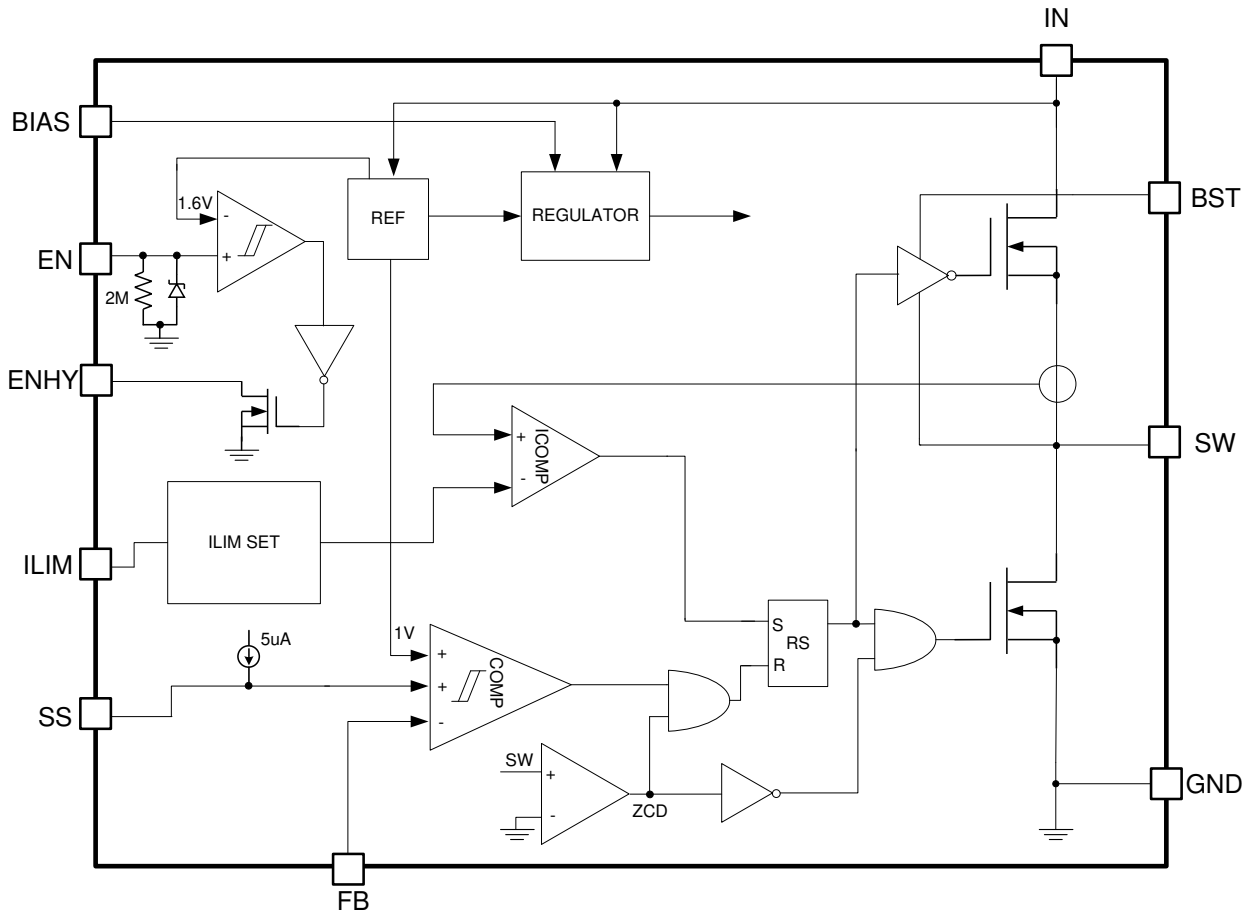 IN
BIAS
BST
1.6V
-
REF
REGULATOR
EN
+
2M
ENHY
SW
+
ICOMP
-
ILIM SET
ILIM
5uA
1V
S
RS
R
+
COMP
+
-
SS
SW
+
ZCD
-
GND
FB